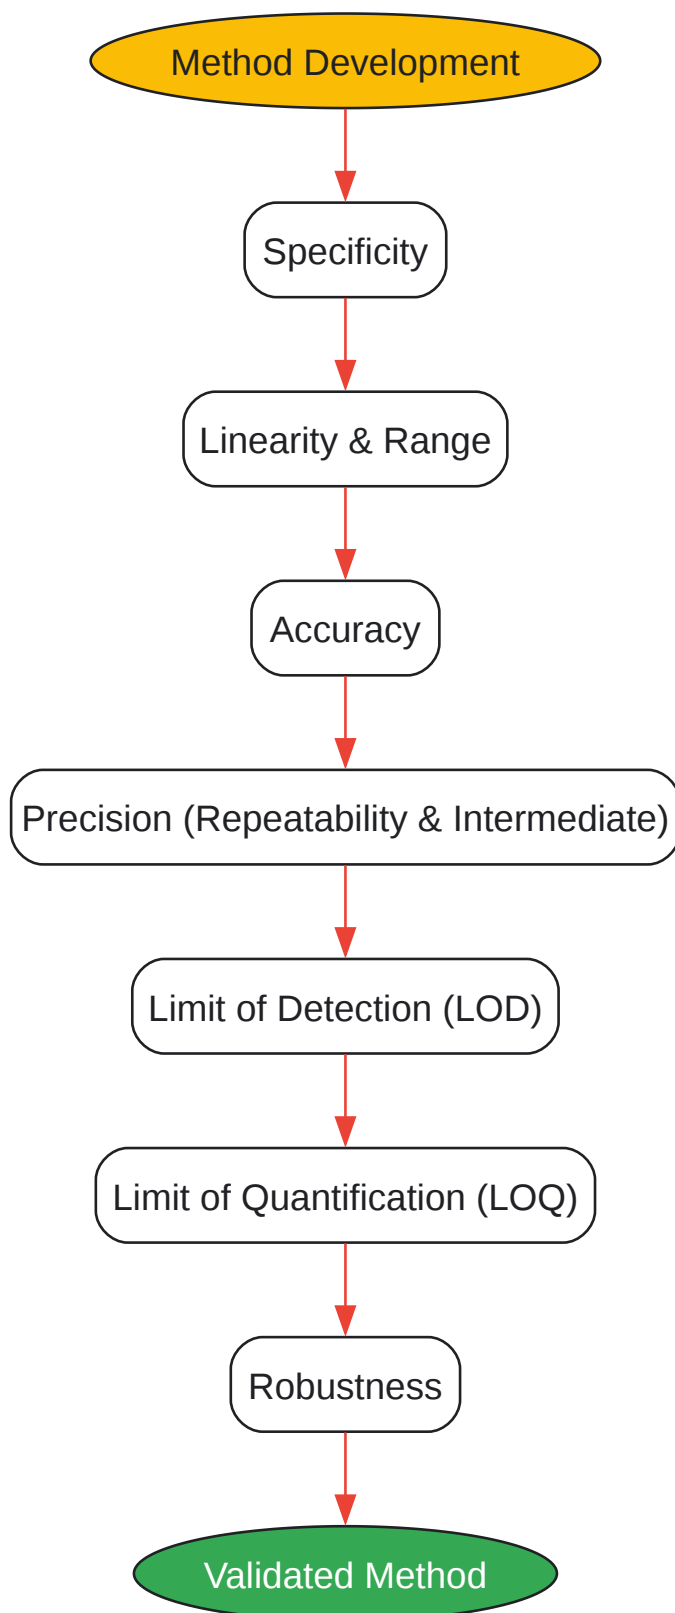 Method Development
Specificity
Linearity & Range
Accuracy
Precision (Repeatability & Intermediate)
Limit of Detection (LOD)
Limit of Quantification (LOQ)
Robustness
Validated Method